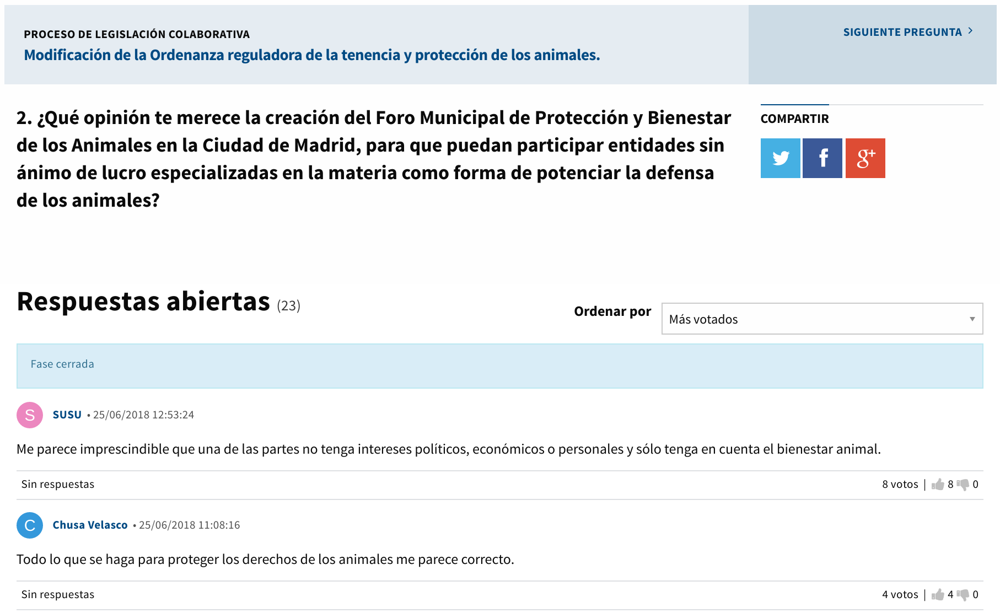 PROCESO DE LEGISLACIÓN COLABORATIVA
Modificación de la Ordenanza reguladora de la tenencia y protección de los animales.
SIGUIENTE PREGUNTA >
2. ¿Qué opinión te merece la creación del Foro Municipal de Protección y Bienestar
de los Animales en la Ciudad de Madrid, para que puedan participar entidades sin
ánimo de lucro especializadas en la materia como forma de potenciar la defensa
de los animales?
COMPARTIR
f g+
Respuestas abiertas (23)
Ordenar por
Más votados
Fase cerrada
S
SUSU • 25/06/2018 12:53:24
Me parece imprescindible que una de las partes no tenga intereses políticos, económicos o personales y sólo tenga en cuenta el bienestar animal.
Sin respuestas
8 votos | 8 0
C
Chusa Velasco • 25/06/2018 11:08:16
Todo lo que se haga para proteger los derechos de los animales me parece correcto.
Sin respuestas
4 votos | 4 0